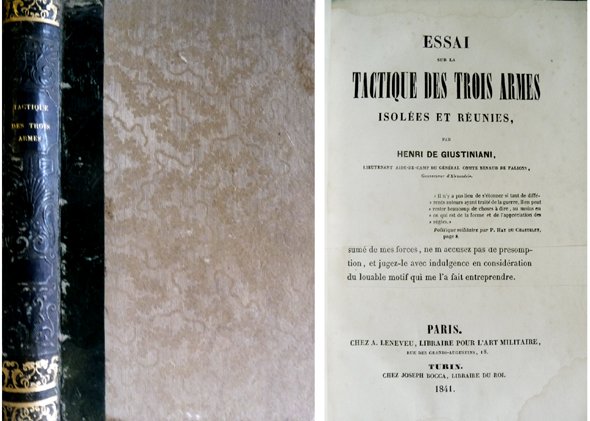 TACTIQUE
DES TROIS
ARMES
ESSAI
SUR LA
TACTIQUE DES TROIS ARMES
ISOLÉES ET RÉUNIES,
PAR
HENRI DE GIUSTINIANI,
LIEUTENANT AIDE-DE-CAMP DU GÉNÉRAL COMTE RENAUD DE FALICON,
Gouverneur d'Alexandrie.
« Il n'y a pas lieu de s'étonner si tant de diffé-
« rents auteurs ayant traité de la guerre, il en peut
« rester beaucoup de choses à dire, au moins en
« ce qui est de la forme et de l'appréciation des
« règles. »
Politique militaire par P. HAY DU CHATELET,
page 2.
sumé de mes forces, ne m accusez pas de présomp-
tion, et jugez-le avec indulgence en considération
du louable motif qui me l'a fait entreprendre.
PARIS.
CHEZ A. LENEVEU, LIBRAIRE POUR L'ART MILITAIRE,
RUE DES GRANDS-AUGUSTINS, 18.
TURIN.
CHEZ JOSEPH BOCCA, LIBRAIRE DU ROI.
1841.